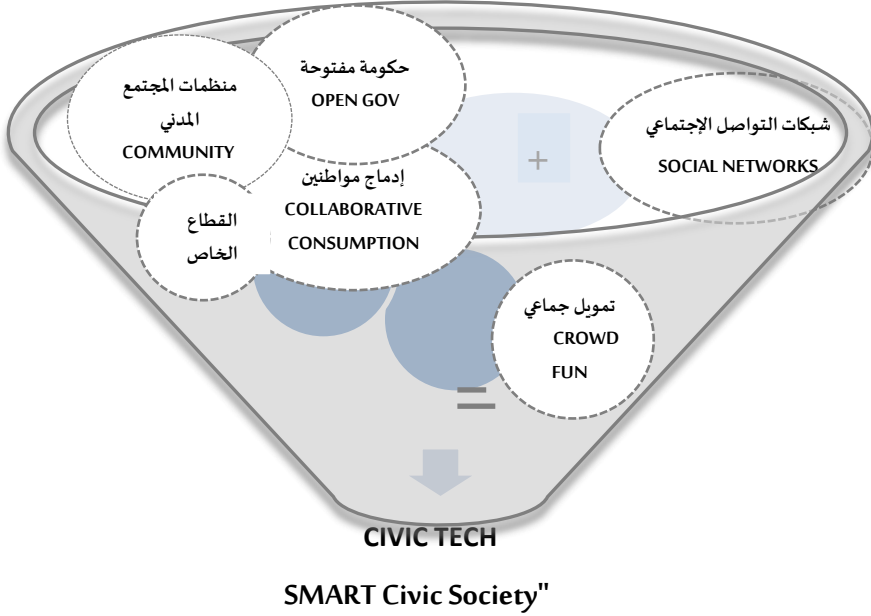 حكومة مفتوحة
OPEN GOV
منظمات المجتمع
المدني
COMMUNITY
شبكات التواصل الإجتماعي
SOCIAL NETWORKS
+
إدماج مواطنين
COLLABORATIVE
CONSUMPTION
القطاع
الخاص
تمويل جماعي
CROWD
FUN
=
CIVIC TECH
SMART Civic Society"